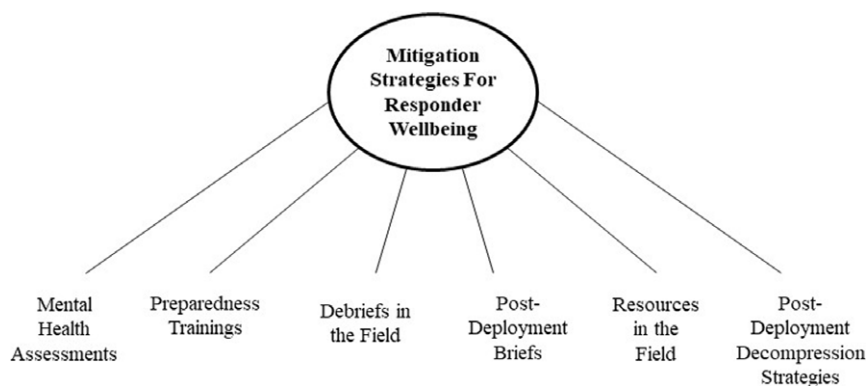 Mitigation
Strategies For
Responder
Wellbeing
Mental
Health
Assessments
Preparedness
Trainings
Debriefs in
the Field
Post-
Deployment
Briefs
Resources
in the
Field
Post-
Deployment
Decompression
Strategies